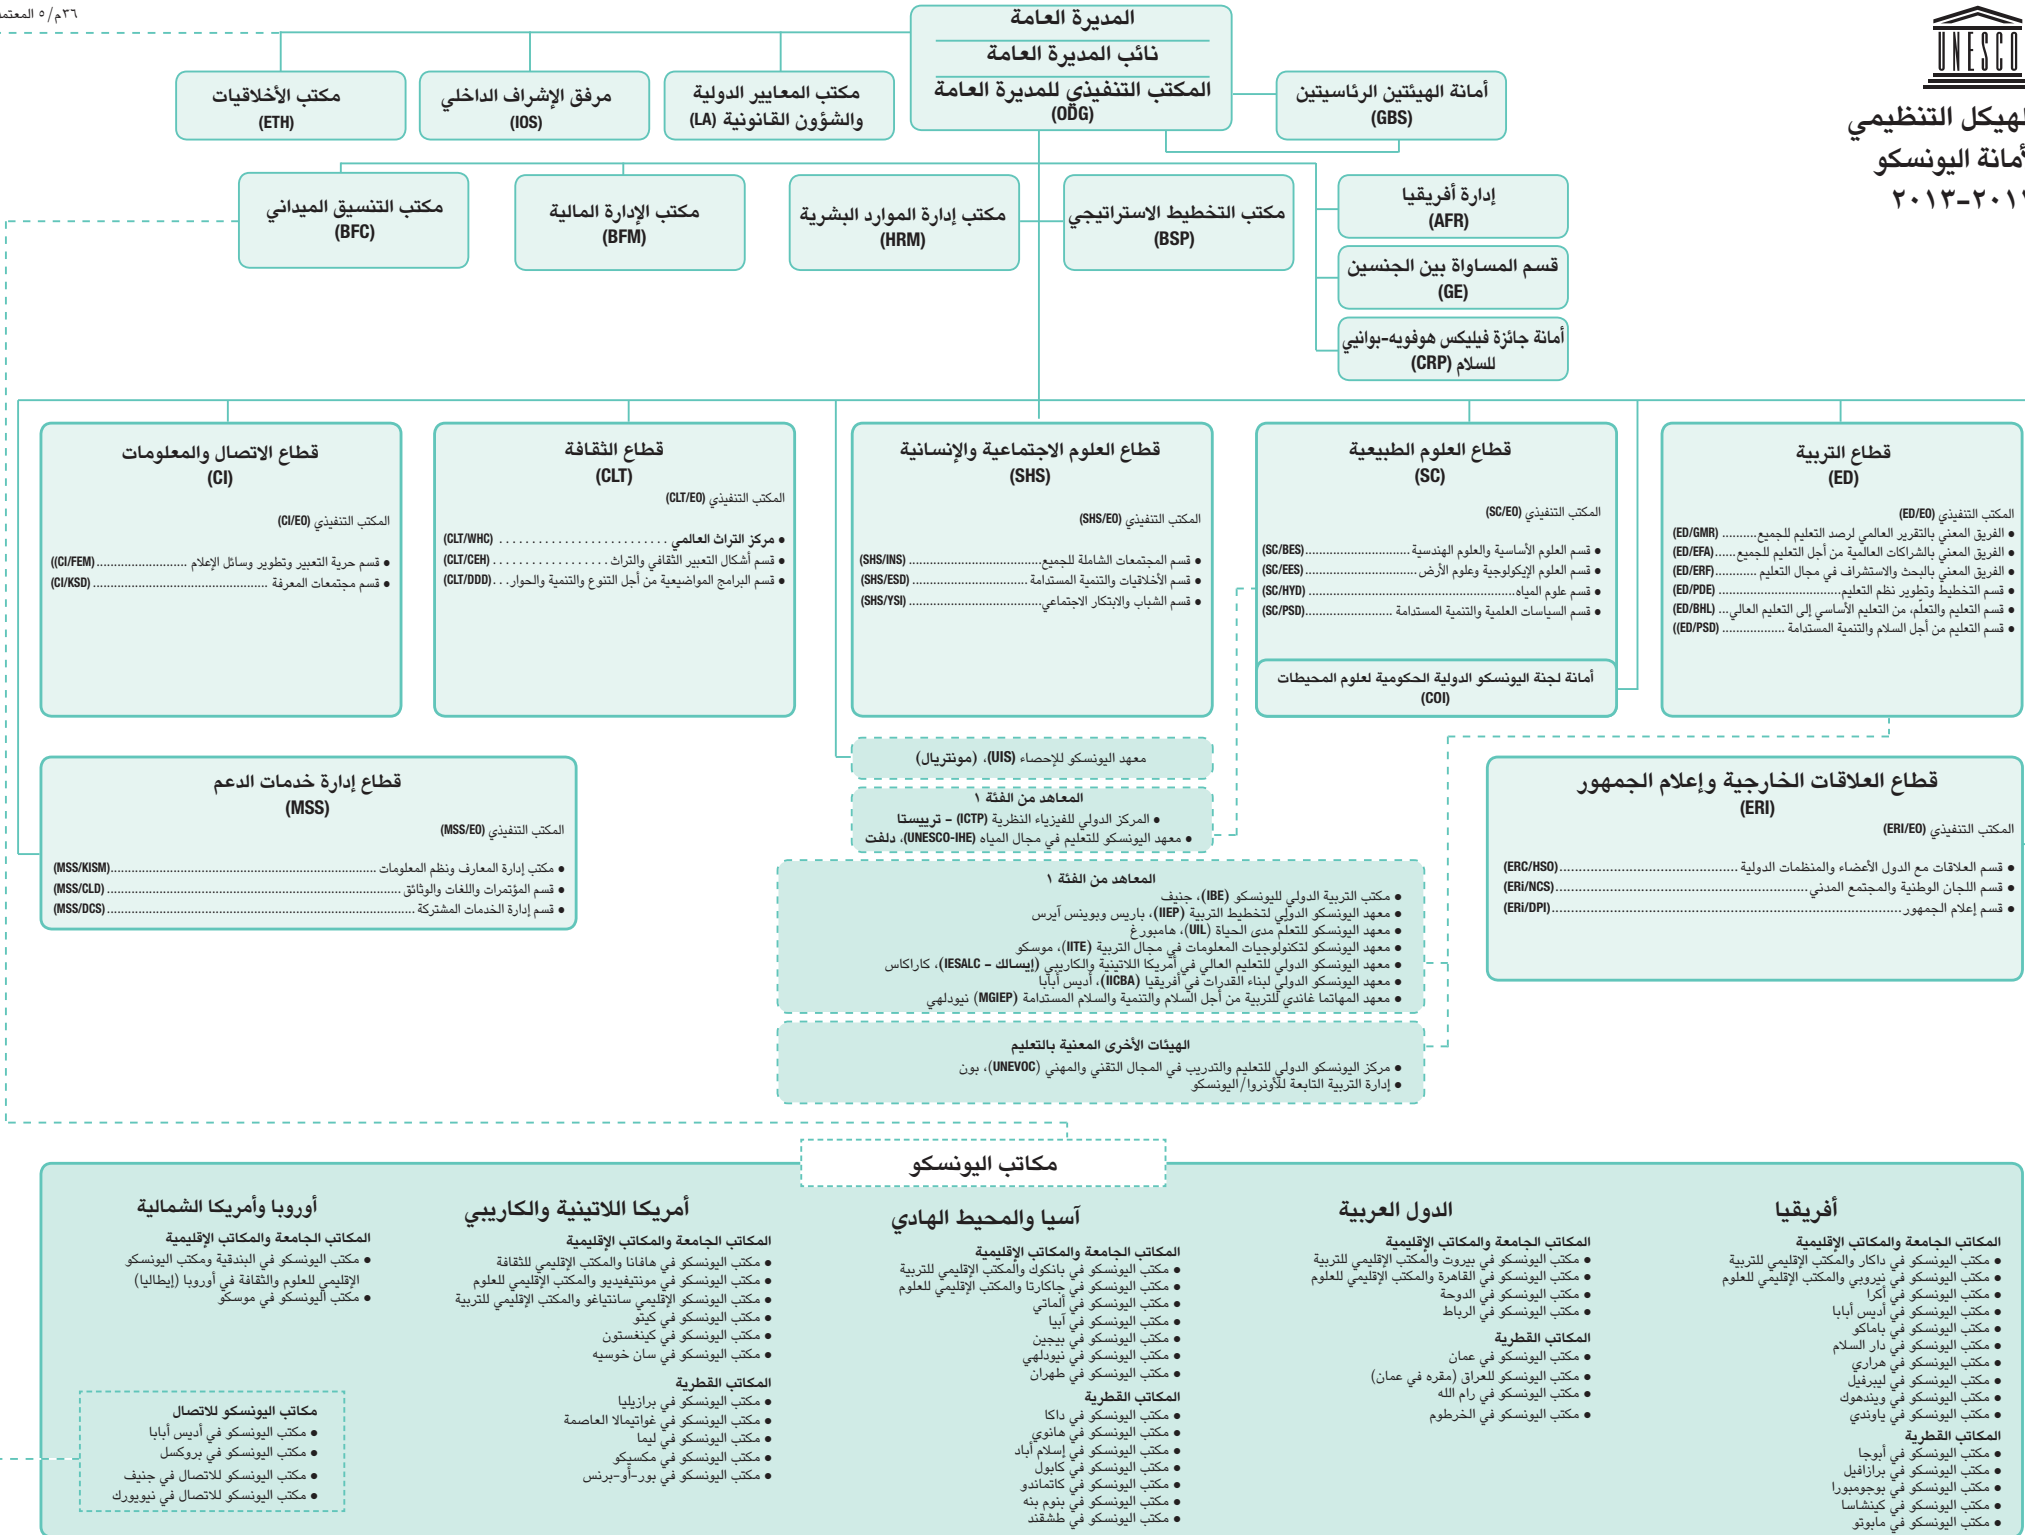 ٣٦م/٥ المعتمد
UNESCO
الهيكل التنظيمي
لأمانة اليونسكو
٢٠١٣-٢٠١٢
المديرة العامة
نائب المديرة العامة
المكتب التنفيذي للمديرة العامة
(ODG)
أمانة الهيئتين الرئاسيتين
(GBS)
مكتب المعايير الدولية
والشؤون القانونية (LA)
مرفق الإشراف الداخلي
(IOS)
مكتب الأخلاقيات
(ETH)
إدارة أفريقيا
(AFR)
قسم المساواة بين الجنسين
(GE)
أمانة جائزة فيليكس هوفويه-بوانيي
للسلام (CRP)
مكتب التخطيط الاستراتيجي
(BSP)
مكتب إدارة الموارد البشرية
(HRM)
مكتب الإدارة المالية
(BFM)
مكتب التنسيق الميداني
(BFC)
قطاع التربية
(ED)
المكتب التنفيذي (ED/EO)
• الفريق المعني بالتقرير العالمي لرصد التعليم للجميع.......... (ED/GMR)
• الفريق المعني بالشراكات العالمية من أجل التعليم للجميع...... (ED/EFA)
• الفريق المعني بالبحث والاستشراف في مجال التعليم ............ (ED/ERF)
• قسم التخطيط وتطوير نظم التعليم.................................. (ED/PDE)
• قسم التعليم والتعلّم، من التعليم الأساسي إلى التعليم العالي... (ED/BHL)
• قسم التعليم من أجل السلام والتنمية المستدامة .................. (ED/PSD))
قطاع العلوم الطبيعية
(SC)
المكتب التنفيذي (SC/EO)
• قسم العلوم الأساسية والعلوم الهندسية ........................... (SC/BES)
• قسم العلوم الإيكولوجية وعلوم الأرض............................. (SC/EES)
• قسم علوم المياه.................................................... (SC/HYD)
• قسم السياسات العلمية والتنمية المستدامة ...................... (SC/PSD)
أمانة لجنة اليونسكو الدولية الحكومية لعلوم المحيطات
(COI)
قطاع العلوم الاجتماعية والإنسانية
(SHS)
المكتب التنفيذي (SHS/EO)
• قسم المجتمعات الشاملة للجميع.................................... (SHS/INS)
• قسم الأخلاقيات والتنمية المستدامة ............................... (SHS/ESD)
• قسم الشباب والابتكار الاجتماعي................................... (SHS/YSI)
قطاع الثقافة
(CLT)
المكتب التنفيذي (CLT/EO)
• مركز التراث العالمي ......................... (CLT/WHC)
• قسم أشكال التعبير الثقافي والتراث .................. (CLT/CEH)
• قسم البرامج المواضيعية من أجل التنوع والتنمية والحوار... (CLT/DDD)
قطاع الاتصال والمعلومات
(CI)
المكتب التنفيذي (CI/EO)
• قسم حرية التعبير وتطوير وسائل الإعلام ......................... (CI/FEM))
• قسم مجتمعات المعرفة ............................................. (CI/KSD)
قطاع العلاقات الخارجية وإعلام الجمهور
(ERI)
المكتب التنفيذي (ERI/EO)
• قسم العلاقات مع الدول الأعضاء والمنظمات الدولية .............................................. (ERC/HSO)
• قسم اللجان الوطنية والمجتمع المدني............................................................ (ERi/NCS)
• قسم إعلام الجمهور................................................................................ (ERi/DPI)
قطاع إدارة خدمات الدعم
(MSS)
المكتب التنفيذي (MSS/EO)
• مكتب إدارة المعارف ونظم المعلومات .................................................... (MSS/KISM)
• قسم المؤتمرات واللغات والوثائق........................................................... (MSS/CLD)
• قسم إدارة الخدمات المشتركة .............................................................. (MSS/DCS)
معهد اليونسكو للإحصاء (UIS)، (مونتريال)
المعاهد من الفئة ١
• المركز الدولي للفيزياء النظرية (ICTP) – ترييستا
• معهد اليونسكو للتعليم في مجال المياه (UNESCO-IHE)، دلفت
المعاهد من الفئة ١
• مكتب التربية الدولي لليونسكو (IBE)، جنيف
• معهد اليونسكو الدولي لتخطيط التربية (IIEP)، باريس وبوينس آيرس
• معهد اليونسكو للتعلم مدى الحياة (UIL)، هامبورغ
• معهد اليونسكو لتكنولوجيات المعلومات في مجال التربية (IITE)، موسكو
• معهد اليونسكو الدولي للتعليم العالي في أمريكا اللاتينية والكاريبي (إيسالك – IESALC)، كاراكاس
• معهد اليونسكو الدولي لبناء القدرات في أفريقيا (IICBA)، أديس أبابا
• معهد المهاتما غاندي للتربية من أجل السلام والتنمية والسلام المستدامة (MGIEP) نيودلهي
الهيئات الأخرى المعنية بالتعليم
• مركز اليونسكو الدولي للتعليم والتدريب في المجال التقني والمهني (UNEVOC)، بون
• إدارة التربية التابعة للأونروا/اليونسكو
مكاتب اليونسكو
أفريقيا
المكاتب الجامعة والمكاتب الإقليمية
• مكتب اليونسكو في داكار والمكتب الإقليمي للتربية
• مكتب اليونسكو في نيروبي والمكتب الإقليمي للعلوم
• مكتب اليونسكو في أكرا
• مكتب اليونسكو في أديس أبابا
• مكتب اليونسكو في باماكو
• مكتب اليونسكو في دار السلام
• مكتب اليونسكو في هراري
• مكتب اليونسكو في ليبرفيل
• مكتب اليونسكو في ويندهوك
• مكتب اليونسكو في ياوندي
المكاتب القطرية
• مكتب اليونسكو في أبوجا
• مكتب اليونسكو في برازافيل
• مكتب اليونسكو في بوجومبورا
• مكتب اليونسكو في كينشاسا
• مكتب اليونسكو في مابوتو
الدول العربية
المكاتب الجامعة والمكاتب الإقليمية
• مكتب اليونسكو في بيروت والمكتب الإقليمي للتربية
• مكتب اليونسكو في القاهرة والمكتب الإقليمي للعلوم
• مكتب اليونسكو في الدوحة
• مكتب اليونسكو في الرباط
المكاتب القطرية
• مكتب اليونسكو في عمان
• مكتب اليونسكو للعراق (مقره في عمان)
• مكتب اليونسكو في رام الله
• مكتب اليونسكو في الخرطوم
آسيا والمحيط الهادي
المكاتب الجامعة والمكاتب الإقليمية
• مكتب اليونسكو في بانكوك والمكتب الإقليمي للتربية
• مكتب اليونسكو في جاكارتا والمكتب الإقليمي للعلوم
• مكتب اليونسكو في ألماتي
• مكتب اليونسكو في آبيا
• مكتب اليونسكو في بيجين
• مكتب اليونسكو في نيودلهي
• مكتب اليونسكو في طهران
المكاتب القطرية
• مكتب اليونسكو في داكا
• مكتب اليونسكو في هانوي
• مكتب اليونسكو في إسلام أباد
• مكتب اليونسكو في كابول
• مكتب اليونسكو في كاتماندو
• مكتب اليونسكو في بنوم بنه
• مكتب اليونسكو في طشقند
أمريكا اللاتينية والكاريبي
المكاتب الجامعة والمكاتب الإقليمية
• مكتب اليونسكو في هافانا والمكتب الإقليمي للثقافة
• مكتب اليونسكو في مونتيفيديو والمكتب الإقليمي للعلوم
• مكتب اليونسكو الإقليمي سانتياغو والمكتب الإقليمي للتربية
• مكتب اليونسكو في كيتو
• مكتب اليونسكو في كينغستون
• مكتب اليونسكو في سان خوسيه
المكاتب القطرية
• مكتب اليونسكو في برازيليا
• مكتب اليونسكو في غواتيمالا العاصمة
• مكتب اليونسكو في ليما
• مكتب اليونسكو في مكسيكو
• مكتب اليونسكو في بور-أو-برنس
أوروبا وأمريكا الشمالية
المكاتب الجامعة والمكاتب الإقليمية
• مكتب اليونسكو في البندقية ومكتب اليونسكو
الإقليمي للعلوم والثقافة في أوروبا (إيطاليا)
• مكتب اليونسكو في موسكو
مكاتب اليونسكو للاتصال
• مكتب اليونسكو في أديس أبابا
• مكتب اليونسكو في بروكسل
• مكتب اليونسكو للاتصال في جنيف
• مكتب اليونسكو للاتصال في نيويورك